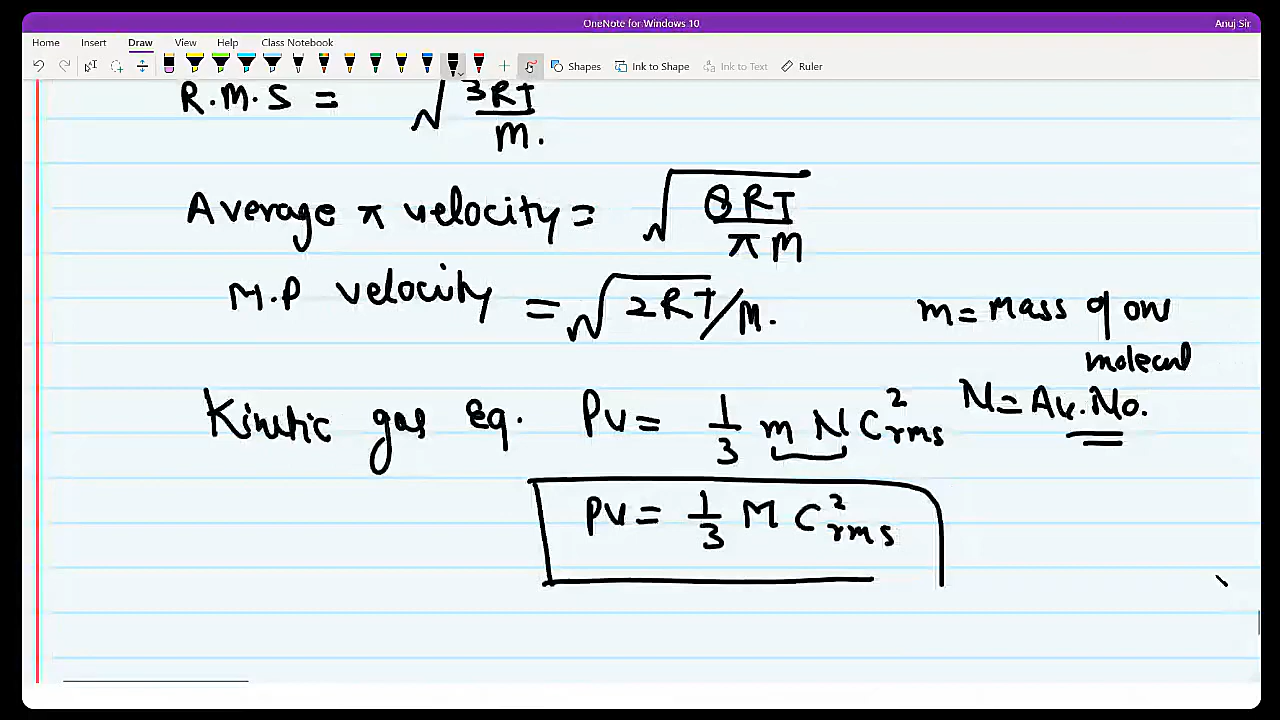 OneNote for Windows 10
Anuj Sir
Home Insert Draw View Help Class Notebook
Shapes Ink to Shape Ink to Text Ruler
R.M.S = √3RT/M.
Average π velocity = √8RT/πM
M.P velocity = √2RT/M.
m = Mass of one
molecul
Kinetic gas Eq. PV = 1/3 m N C²rms
N = Av. No.
PV = 1/3 M C²rms